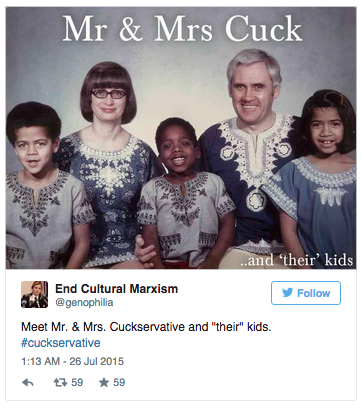 Mr & Mrs Cuck
..and 'their' kids
End Cultural Marxism
@genophilia
Follow
Meet Mr. & Mrs. Cuckservative and "their" kids.
#cuckservative
1:13 AM - 26 Jul 2015
59 59